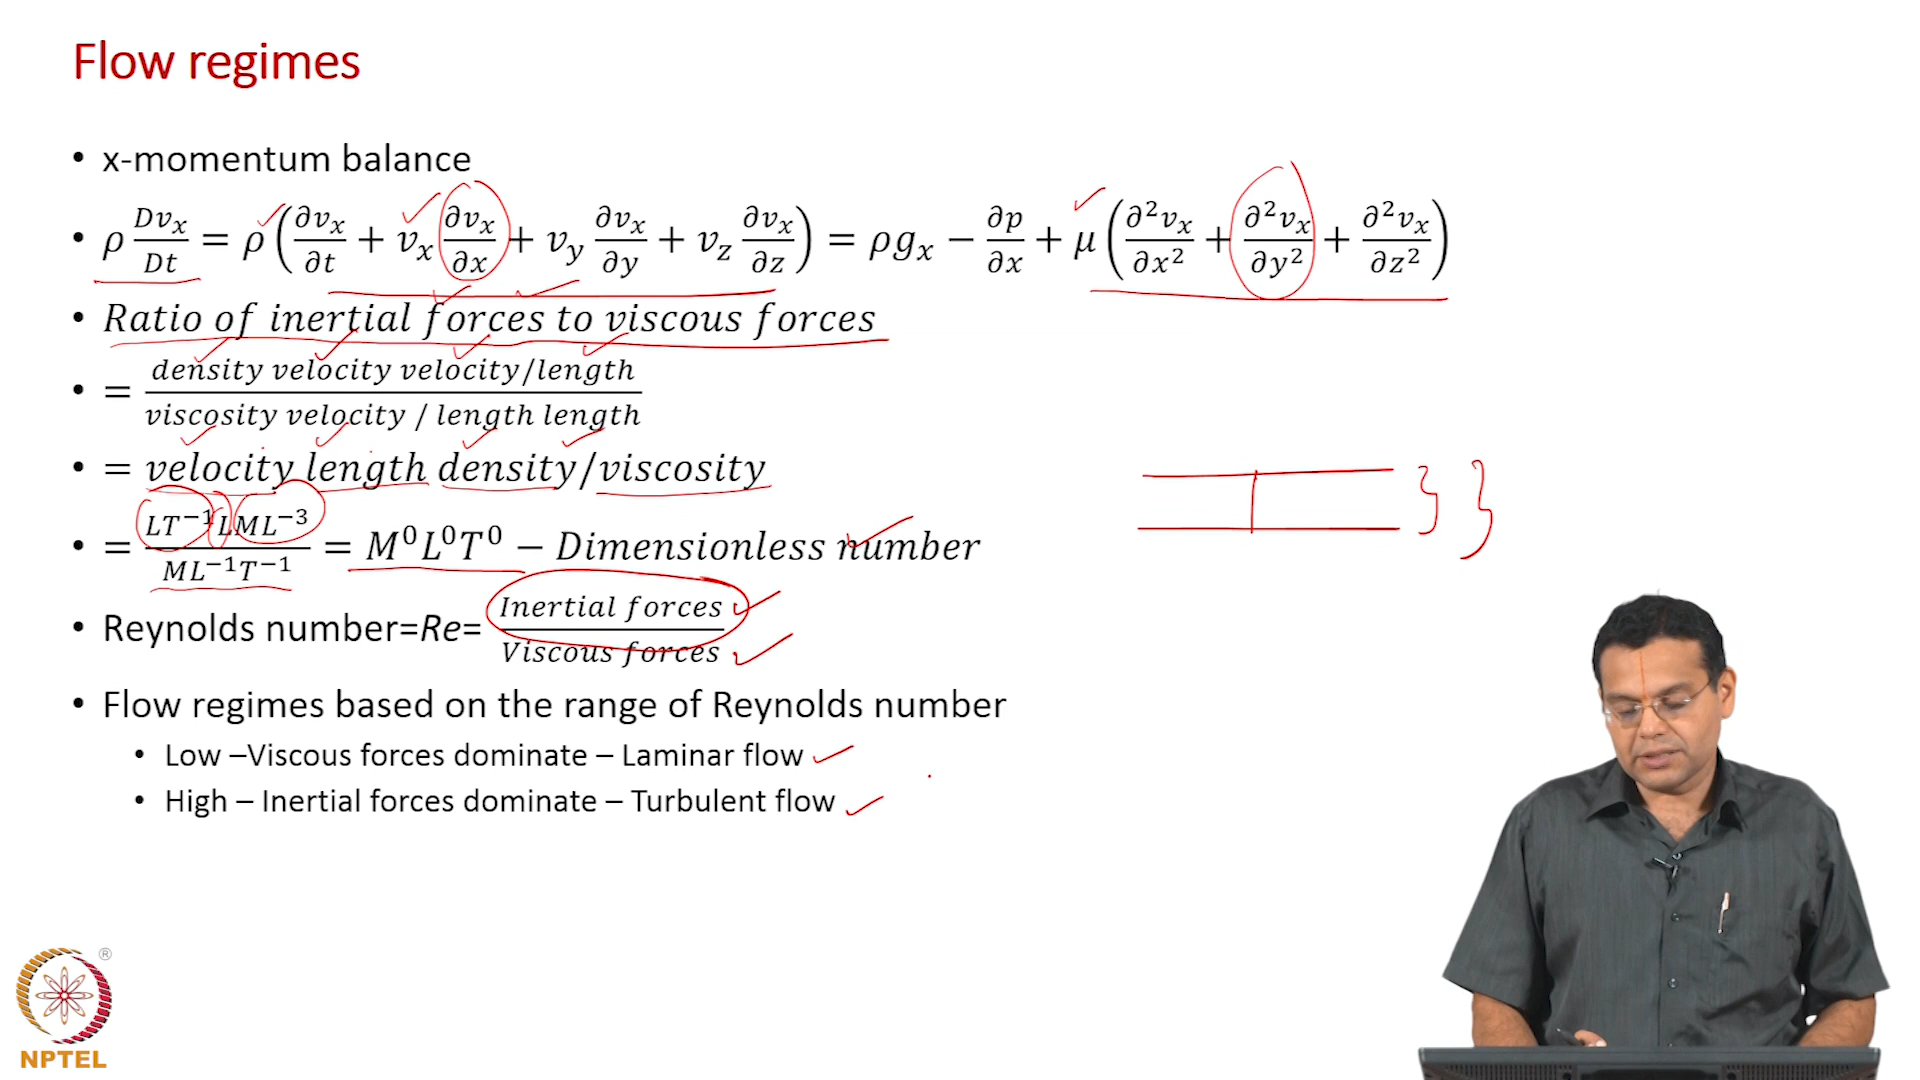 Flow regimes
• x-momentum balance
• ρ Dvₓ/Dt = ρ(∂vₓ/∂t + vₓ ∂vₓ/∂x + v_y ∂vₓ/∂y + v_z ∂vₓ/∂z) = ρgₓ − ∂p/∂x + μ(∂²vₓ/∂x² + ∂²vₓ/∂y² + ∂²vₓ/∂z²)
• Ratio of inertial forces to viscous forces
• = density velocity velocity/length / viscosity velocity / length length
• = velocity length density/viscosity
• = LT⁻¹LML⁻³ / ML⁻¹T⁻¹ = M⁰L⁰T⁰ − Dimensionless number
• Reynolds number=Re= Inertial forces / Viscous forces
• Flow regimes based on the range of Reynolds number
• Low –Viscous forces dominate – Laminar flow
• High – Inertial forces dominate – Turbulent flow
®
NPTEL